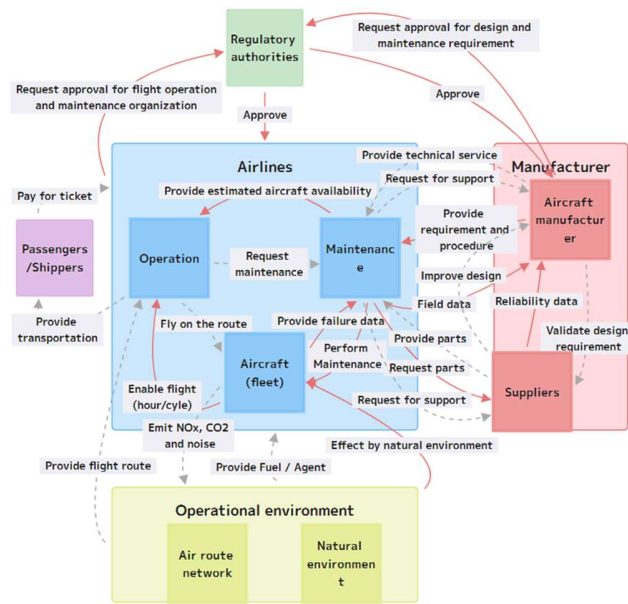 Request approval for design and
maintenance requirement
Regulatory
authorities
Request approval for flight operation
and maintenance organization
Approve
Approve
Airlines
Manufacturer
Provide technical service
Request for support
Provide estimated aircraft availability
Pay for ticket
Aircraft
manufactur
er
Passengers
/Shippers
Operation
Request
maintenance
Maintenanc
e
Provide
requirement and
procedure
Improve design
Field data
Reliability data
Provide
transportation
Fly on the route
Provide failure data
Provide parts
Validate design
requirement
Aircraft
(fleet)
Perform
Maintenance
Request parts
Suppliers
Enable flight
(hour/cyle)
Request for support
Emit NOx, CO2
and noise
Effect by natural environment
Provide flight route
Provide Fuel / Agent
Operational environment
Air route
network
Natural
environmen
t